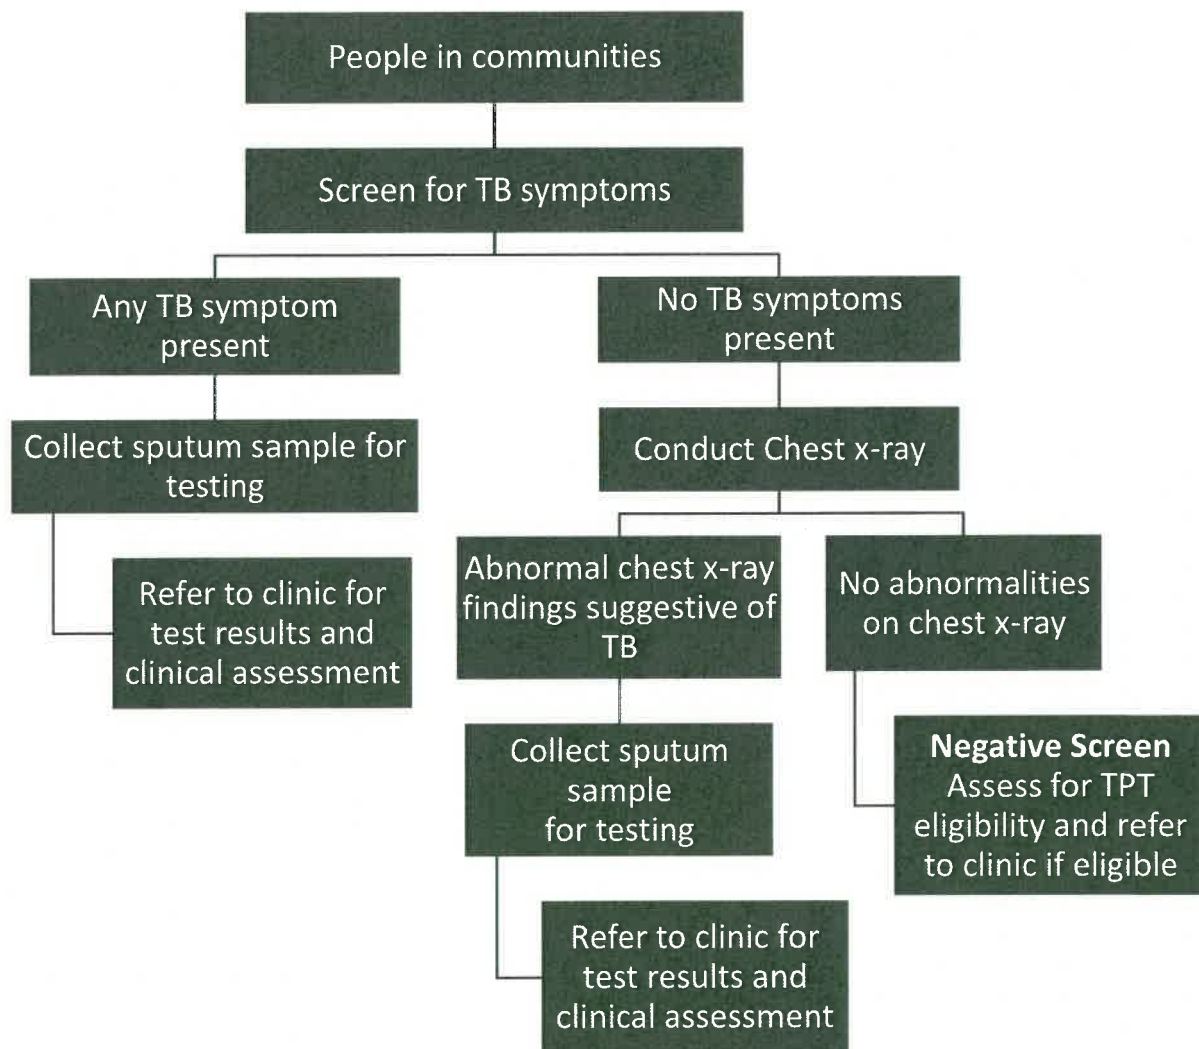 People in communities
Screen for TB symptoms
Any TB symptom
present
No TB symptoms
present
Collect sputum sample for
testing
Conduct Chest x-ray
Refer to clinic for
test results and
clinical assessment
Abnormal chest x-ray
findings suggestive of
TB
No abnormalities
on chest x-ray
Collect sputum
sample
for testing
Negative Screen
Assess for TPT
eligibility and refer
to clinic if eligible
Refer to clinic for
test results and
clinical assessment